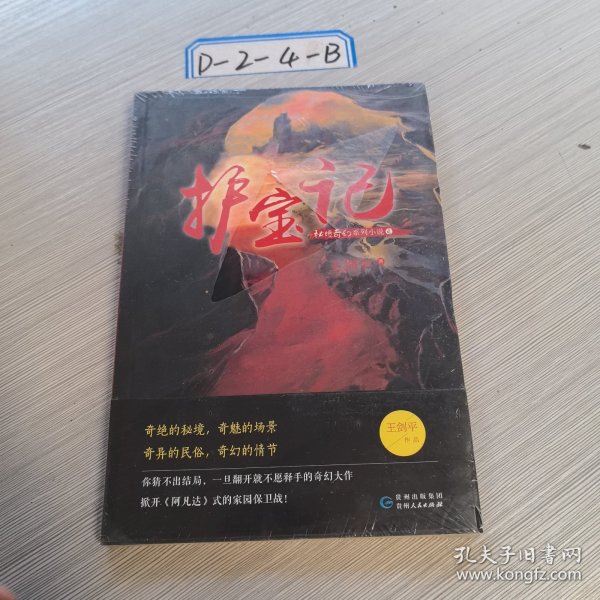 D-2-4-B
护宝记
秘境奇幻系列小说
奇绝的秘境，奇魅的场景
奇异的民俗，奇幻的情节
王剑平
作品
你猜不出结局，一旦翻开就不愿释手的奇幻大作
掀开《阿凡达》式的家园保卫战！
贵州出版集团
贵州人民出版社
孔夫子旧书网
www.kongfz.com